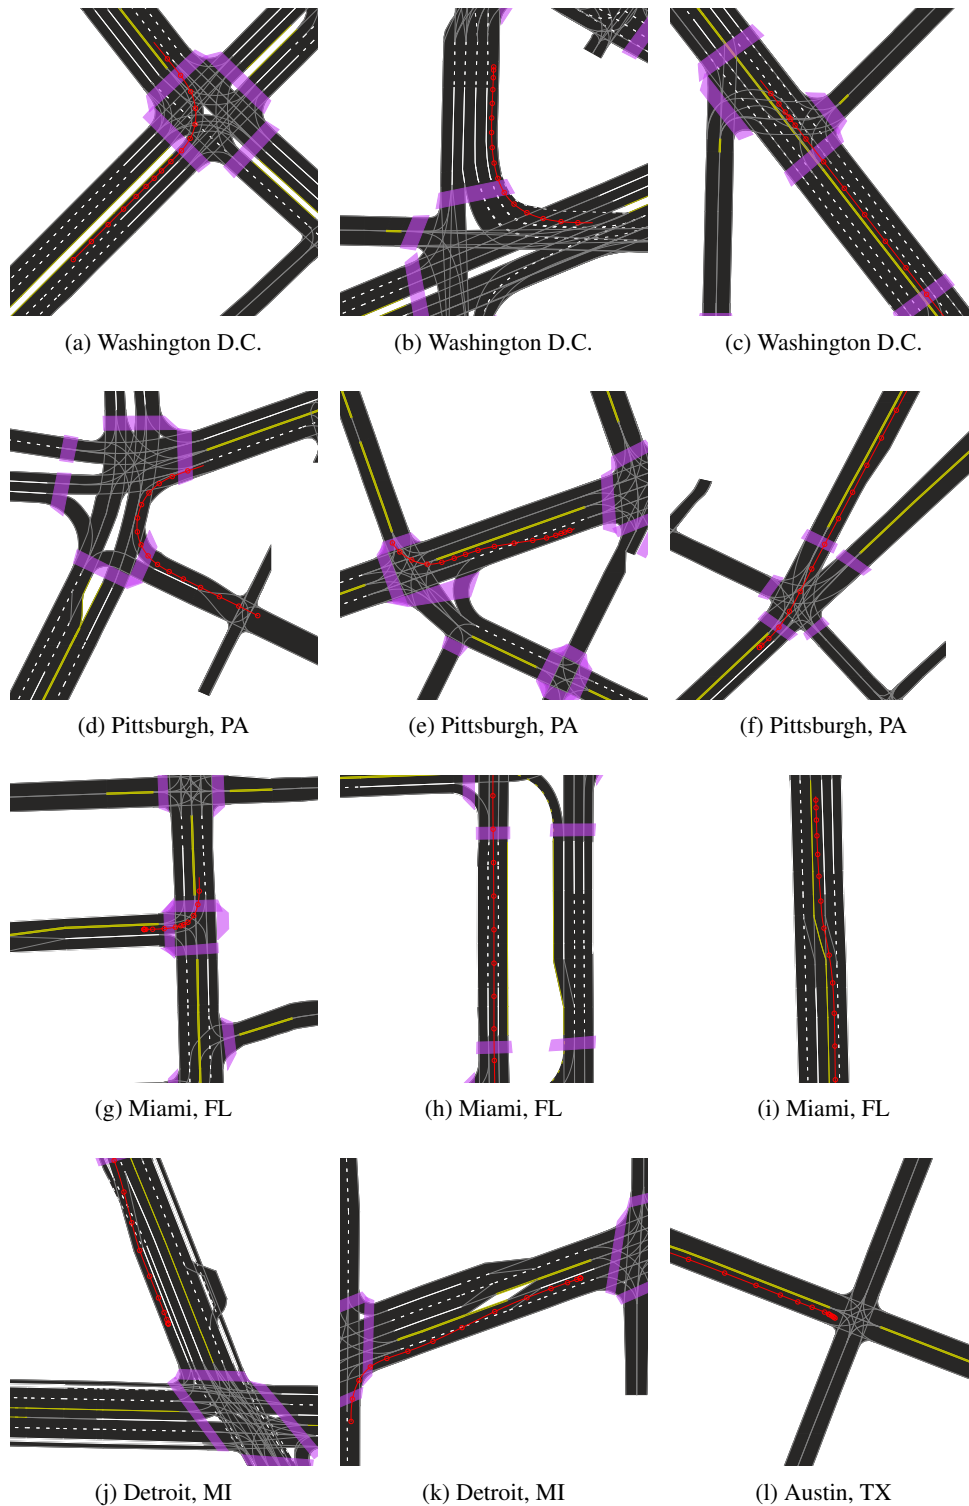 (a) Washington D.C.
(b) Washington D.C.
(c) Washington D.C.
(d) Pittsburgh, PA
(e) Pittsburgh, PA
(f) Pittsburgh, PA
(g) Miami, FL
(h) Miami, FL
(i) Miami, FL
(j) Detroit, MI
(k) Detroit, MI
(l) Austin, TX